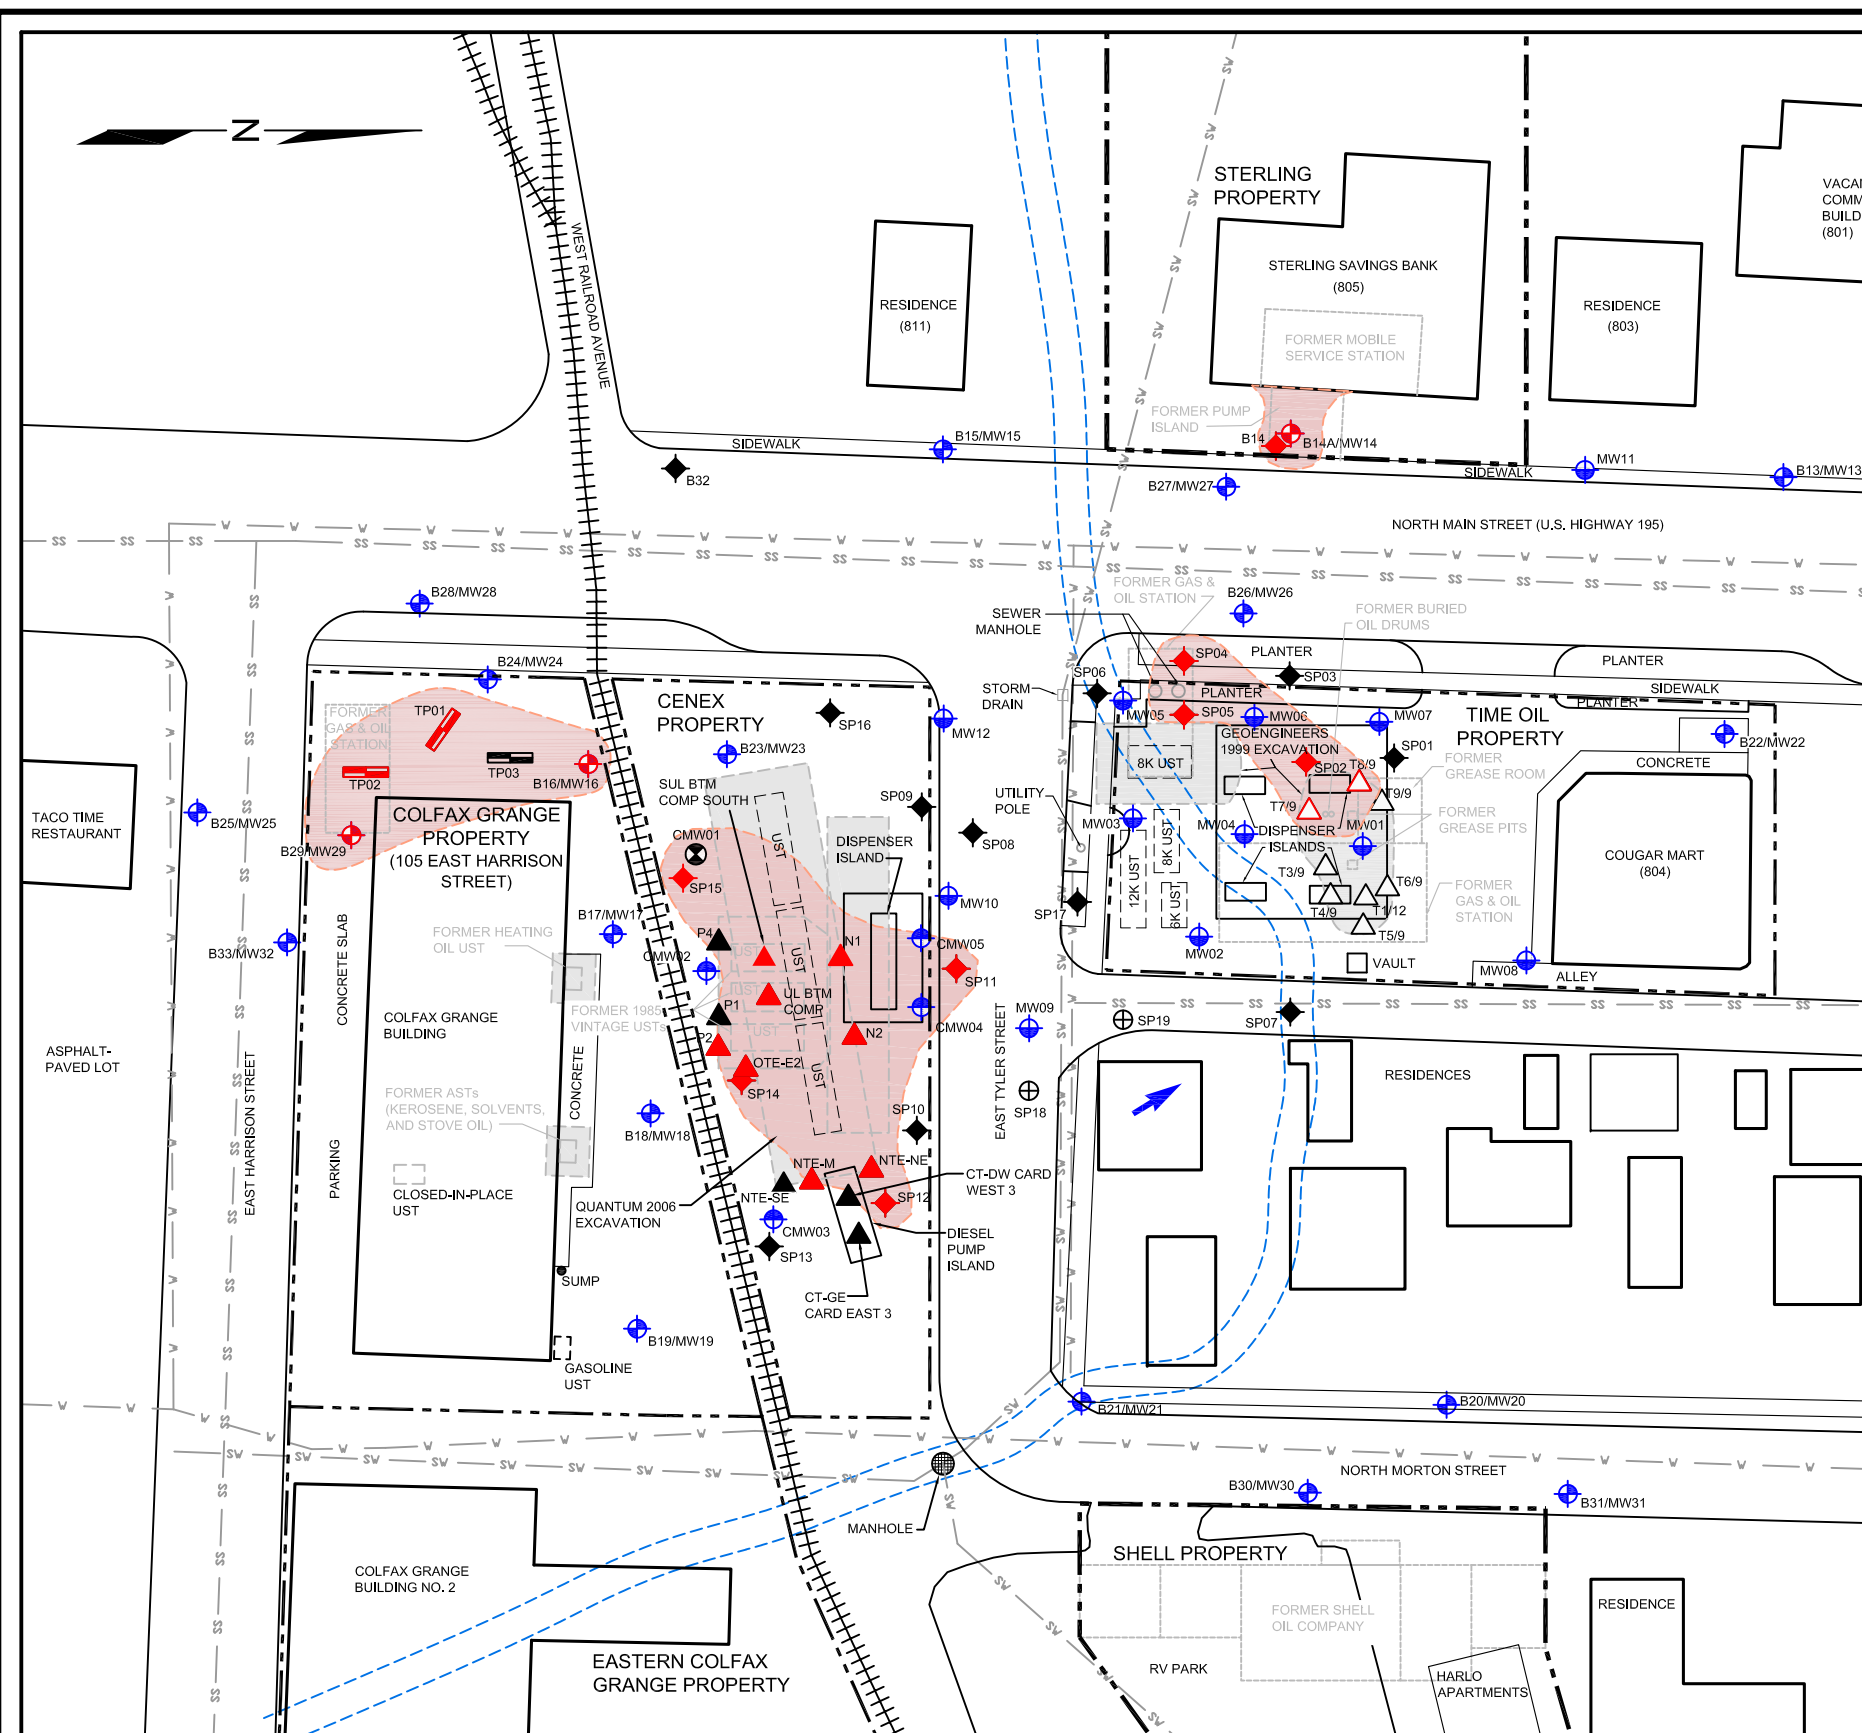 N
WEST RAILROAD AVENUE
STERLING
PROPERTY
STERLING SAVINGS BANK
(805)
FORMER MOBILE
SERVICE STATION
FORMER PUMP
ISLAND
RESIDENCE
(811)
RESIDENCE
(803)
(801)
B14
B14A/MW14
SIDEWALK
B15/MW15
B32
B27/MW27
SIDEWALK
MW11
B13/MW13
NORTH MAIN STREET (U.S. HIGHWAY 195)
B28/MW28
B24/MW24
FORMER GAS &
OIL STATION
B26/MW26
FORMER BURIED
OIL DRUMS
SEWER
MANHOLE
SP04
PLANTER
SP03
PLANTER
SP06
STORM
DRAIN
PLANTER
SIDEWALK
PLANTER
MW05
SP05
MW06
MW07
TIME OIL
PROPERTY
B22/MW22
GEOENGINEERS
1999 EXCAVATION
SP01
8K UST
SP02
T8/9
FORMER
GREASE ROOM
CONCRETE
T9/9
T7/9
UTILITY
POLE
MW03
MW04
DISPENSER
ISLANDS
MW01
FORMER
GREASE PITS
COUGAR MART
(804)
8K UST
12K UST
6K UST
T3/9
T6/9
T4/9
T1/12
T5/9
FORMER
GAS & OIL
STATION
SP17
MW02
VAULT
MW08
ALLEY
FORMER
GAS & OIL
STATION
TP01
TP02
TP03
B16/MW16
B29/MW29
CENEX
PROPERTY
SP16
MW12
B23/MW23
SUL BTM
COMP SOUTH
TACO TIME
RESTAURANT
B25/MW25
COLFAX GRANGE
PROPERTY
(105 EAST HARRISON
STREET)
CMW01
SP15
UST
SP09
SP08
DISPENSER
ISLAND
MW10
B33/MW32
CONCRETE SLAB
FORMER HEATING
OIL UST
B17/MW17
P4
CMW02
UST
UST
N1
CMW05
SP11
UST
UL BTM
COMP
CMW04
FORMER 1985
VINTAGE USTs
P1
UST
N2
P2
OTE-E2
SP14
UST
COLFAX GRANGE
BUILDING
ASPHALT-
PAVED LOT
EAST HARRISON STREET
CONCRETE
FORMER ASTs
(KEROSENE, SOLVENTS,
AND STOVE OIL)
PARKING
CLOSED-IN-PLACE
UST
B18/MW18
SP10
NTE-M
NTE-NE
NTE-SE
CT-DW CARD
WEST 3
SP12
QUANTUM 2006
EXCAVATION
CMW03
SP13
DIESEL
PUMP
ISLAND
SUMP
CT-GE
CARD EAST 3
B19/MW19
GASOLINE
UST
EAST TYLER STREET
MW09
SP19
SP18
SP07
RESIDENCES
B21/MW21
B20/MW20
NORTH MORTON STREET
B30/MW30
B31/MW31
MANHOLE
SHELL PROPERTY
COLFAX GRANGE
BUILDING NO. 2
FORMER SHELL
OIL COMPANY
RESIDENCE
EASTERN COLFAX
GRANGE PROPERTY
RV PARK
HARLO
APARTMENTS